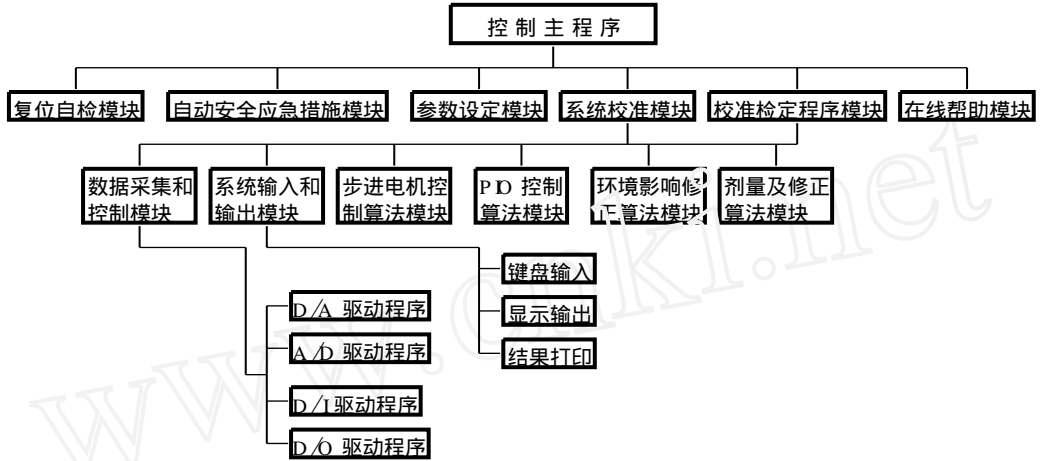 控制主程序
复位自检模块
自动安全应急措施模块
参数设定模块
系统校准模块
校准检定程序模块
在线帮助模块
数据采集和
控制模块
系统输入和
输出模块
步进电机控
制算法模块
PID 控制
算法模块
环境影响修
正算法模块
剂量及修正
算法模块
键盘输入
显示输出
结果打印
D/A 驱动程序
A/D 驱动程序
D/I驱动程序
D/O 驱动程序
www.cnki.net